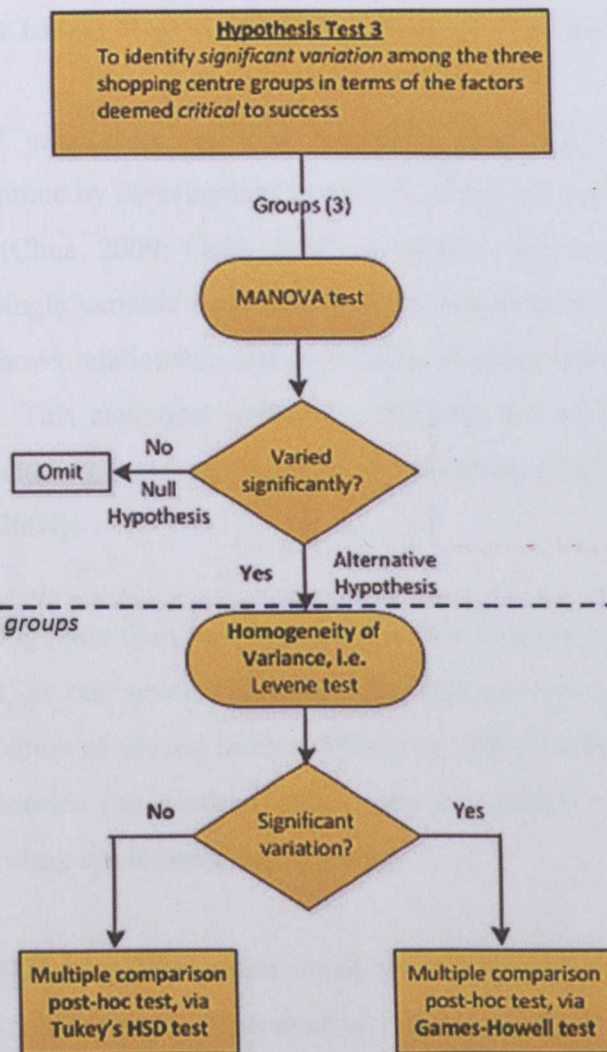 Hypothesis Test 3
To identify significant variation among the three
shopping centre groups in terms of the factors
deemed critical to success
Groups (3)
MANOVA test
Varied
significantly?
No
Null
Hypothesis
Omit
Yes
Alternative
Hypothesis
groups
Homogeneity of
Variance, i.e.
Levene test
Significant
variation?
No
Yes
Multiple comparison
post-hoc test, via
Tukey's HSD test
Multiple comparison
post-hoc test, via
Games-Howell test